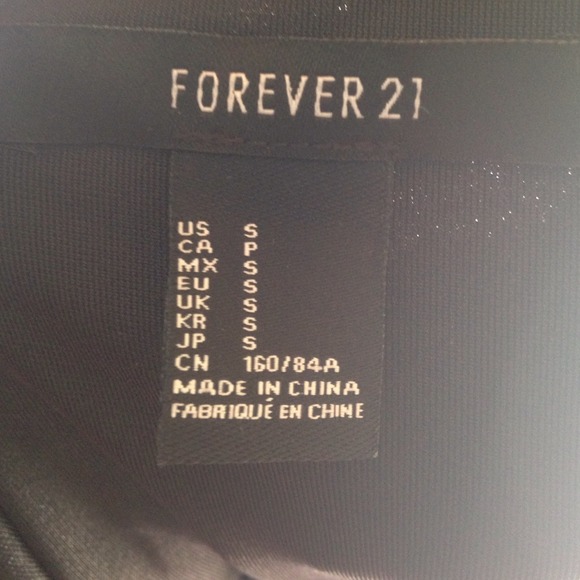 FOREVER 21
US S
CA P
MX S
EU S
UK S
KR S
JP S
CN 160/84A
MADE IN CHINA
FABRIQUÉ EN CHINE